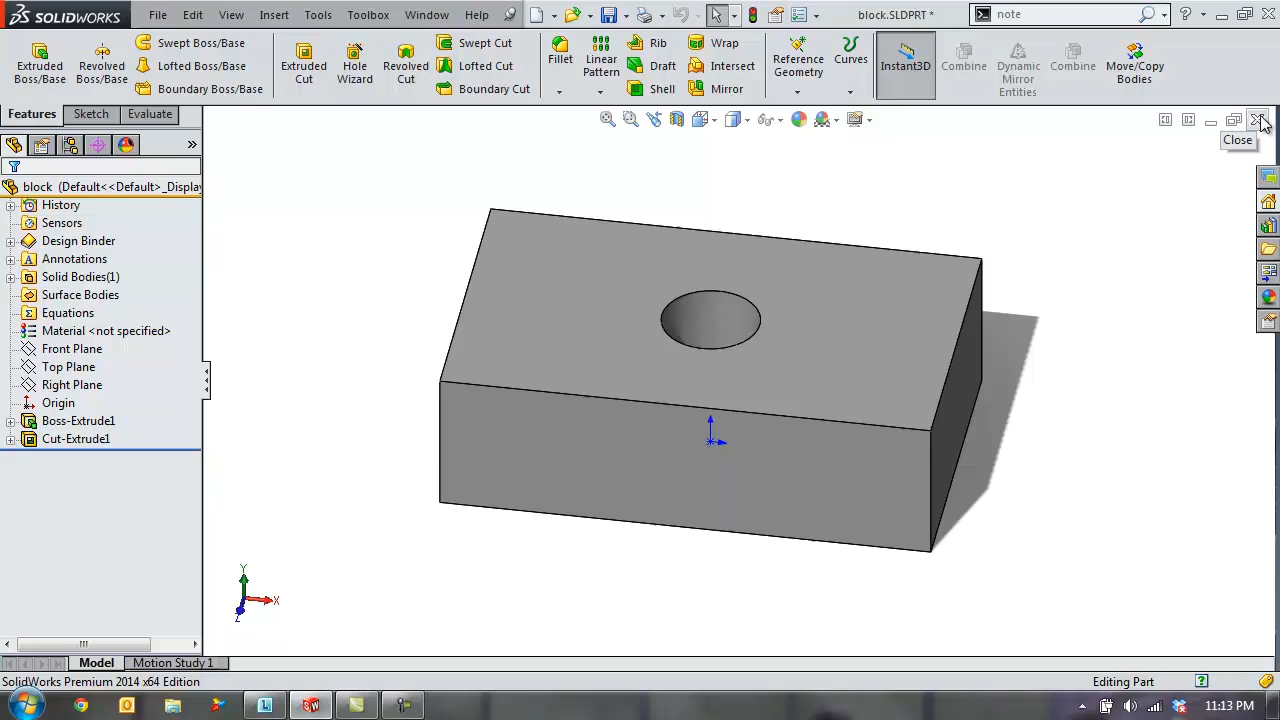 SOLIDWORKS File Edit View Insert Tools Toolbox Window Help block.SLDPRT * note
Extruded Boss/Base
Revolved Boss/Base
Swept Boss/Base
Lofted Boss/Base
Boundary Boss/Base
Extruded Cut
Hole Wizard
Revolved Cut
Swept Cut
Lofted Cut
Boundary Cut
Fillet
Linear Pattern
Rib
Draft
Shell
Wrap
Intersect
Mirror
Reference Geometry
Curves
Instant3D
Combine
Dynamic Mirror Entities
Combine
Move/Copy Bodies
Features Sketch Evaluate
Close
block (Default<<Default>_Display
History
Sensors
Design Binder
Annotations
Solid Bodies(1)
Surface Bodies
Equations
Material <not specified>
Front Plane
Top Plane
Right Plane
Origin
Boss-Extrude1
Cut-Extrude1
Y
X
Z
Model Motion Study 1
SolidWorks Premium 2014 x64 Edition Editing Part
11:13 PM